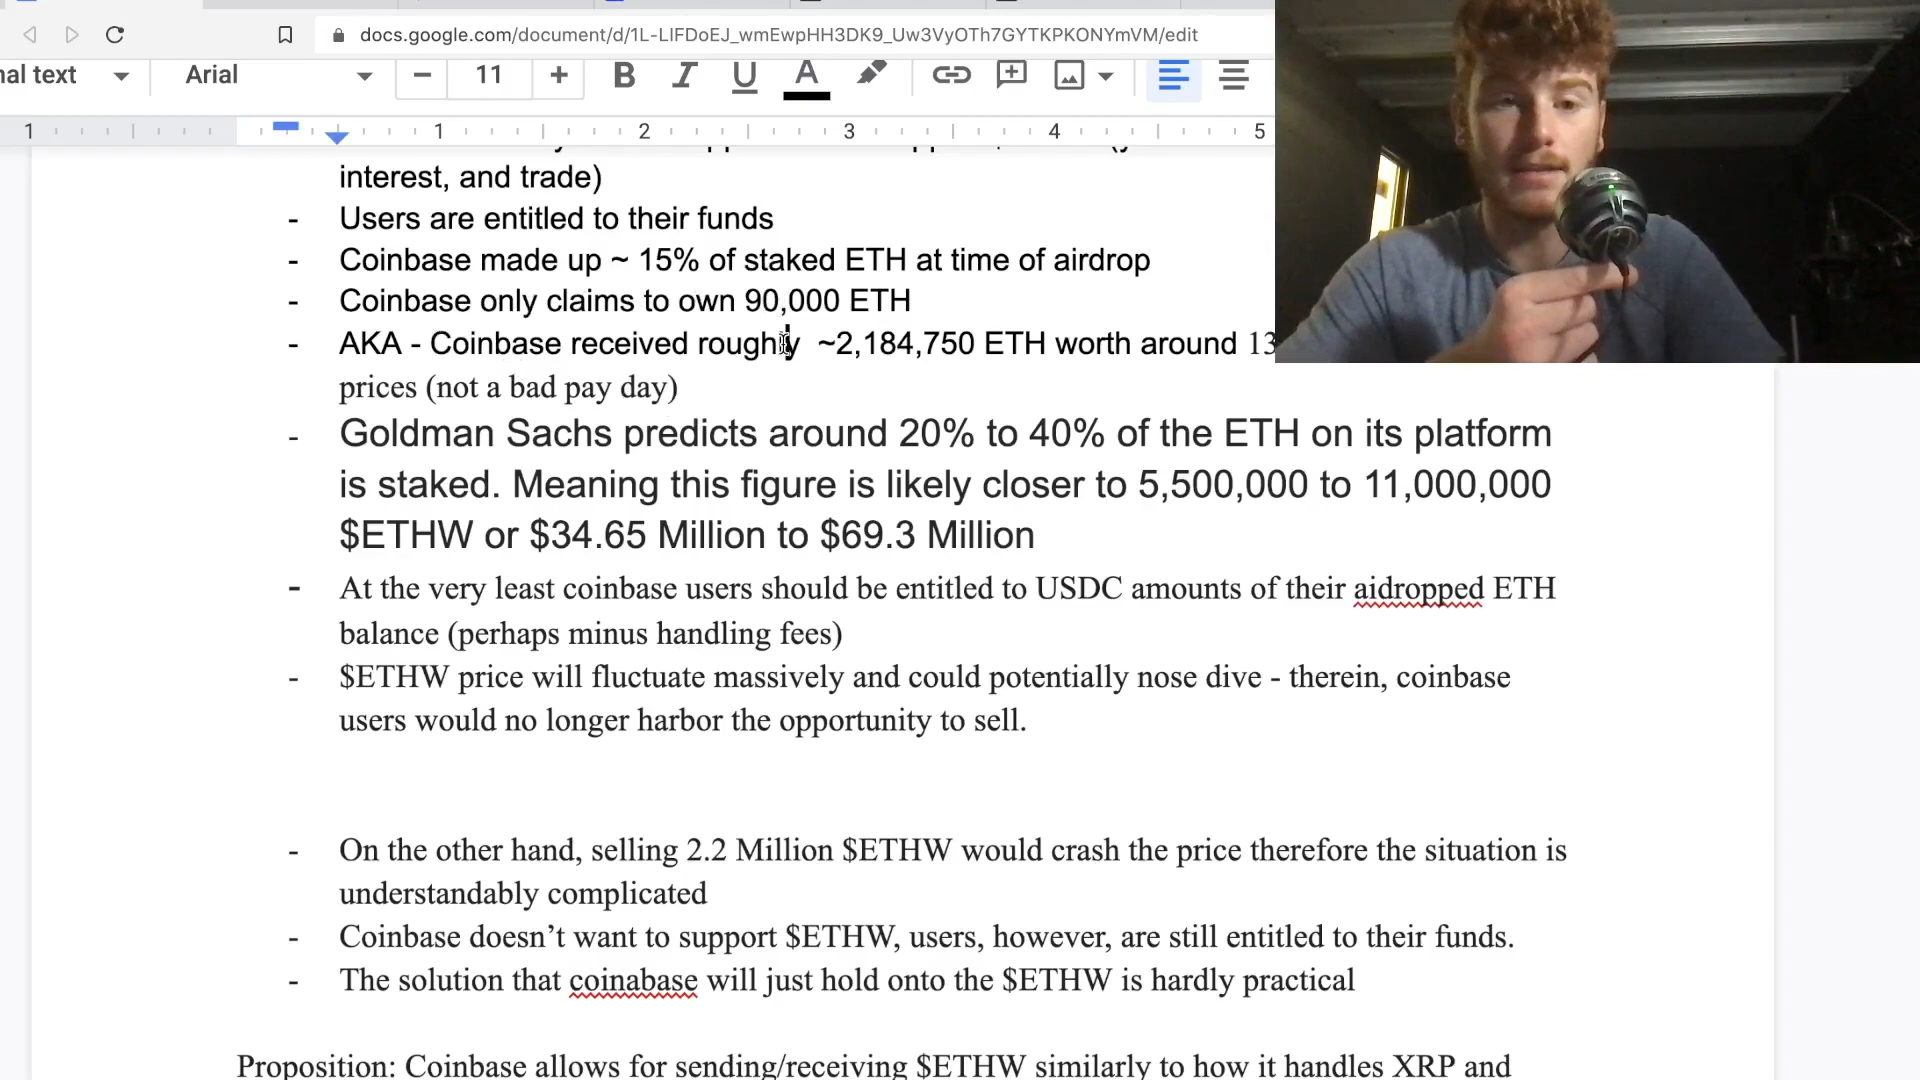 docs.google.com/document/d/1L-LIFDoEJ_wmEwpHH3DK9_Uw3VyOTh7GYTKPKONYmVM/edit
nal text Arial 11 B I U A
1 1 2 3 4 5
interest, and trade)
- Users are entitled to their funds
- Coinbase made up ~ 15% of staked ETH at time of airdrop
- Coinbase only claims to own 90,000 ETH
- AKA - Coinbase received roughly ~2,184,750 ETH worth around 13
prices (not a bad pay day)
- Goldman Sachs predicts around 20% to 40% of the ETH on its platform
is staked. Meaning this figure is likely closer to 5,500,000 to 11,000,000
$ETHW or $34.65 Million to $69.3 Million
- At the very least coinbase users should be entitled to USDC amounts of their aidropped ETH
balance (perhaps minus handling fees)
- $ETHW price will fluctuate massively and could potentially nose dive - therein, coinbase
users would no longer harbor the opportunity to sell.
- On the other hand, selling 2.2 Million $ETHW would crash the price therefore the situation is
understandably complicated
- Coinbase doesn’t want to support $ETHW, users, however, are still entitled to their funds.
- The solution that coinabase will just hold onto the $ETHW is hardly practical
Proposition: Coinbase allows for sending/receiving $ETHW similarly to how it handles XRP and